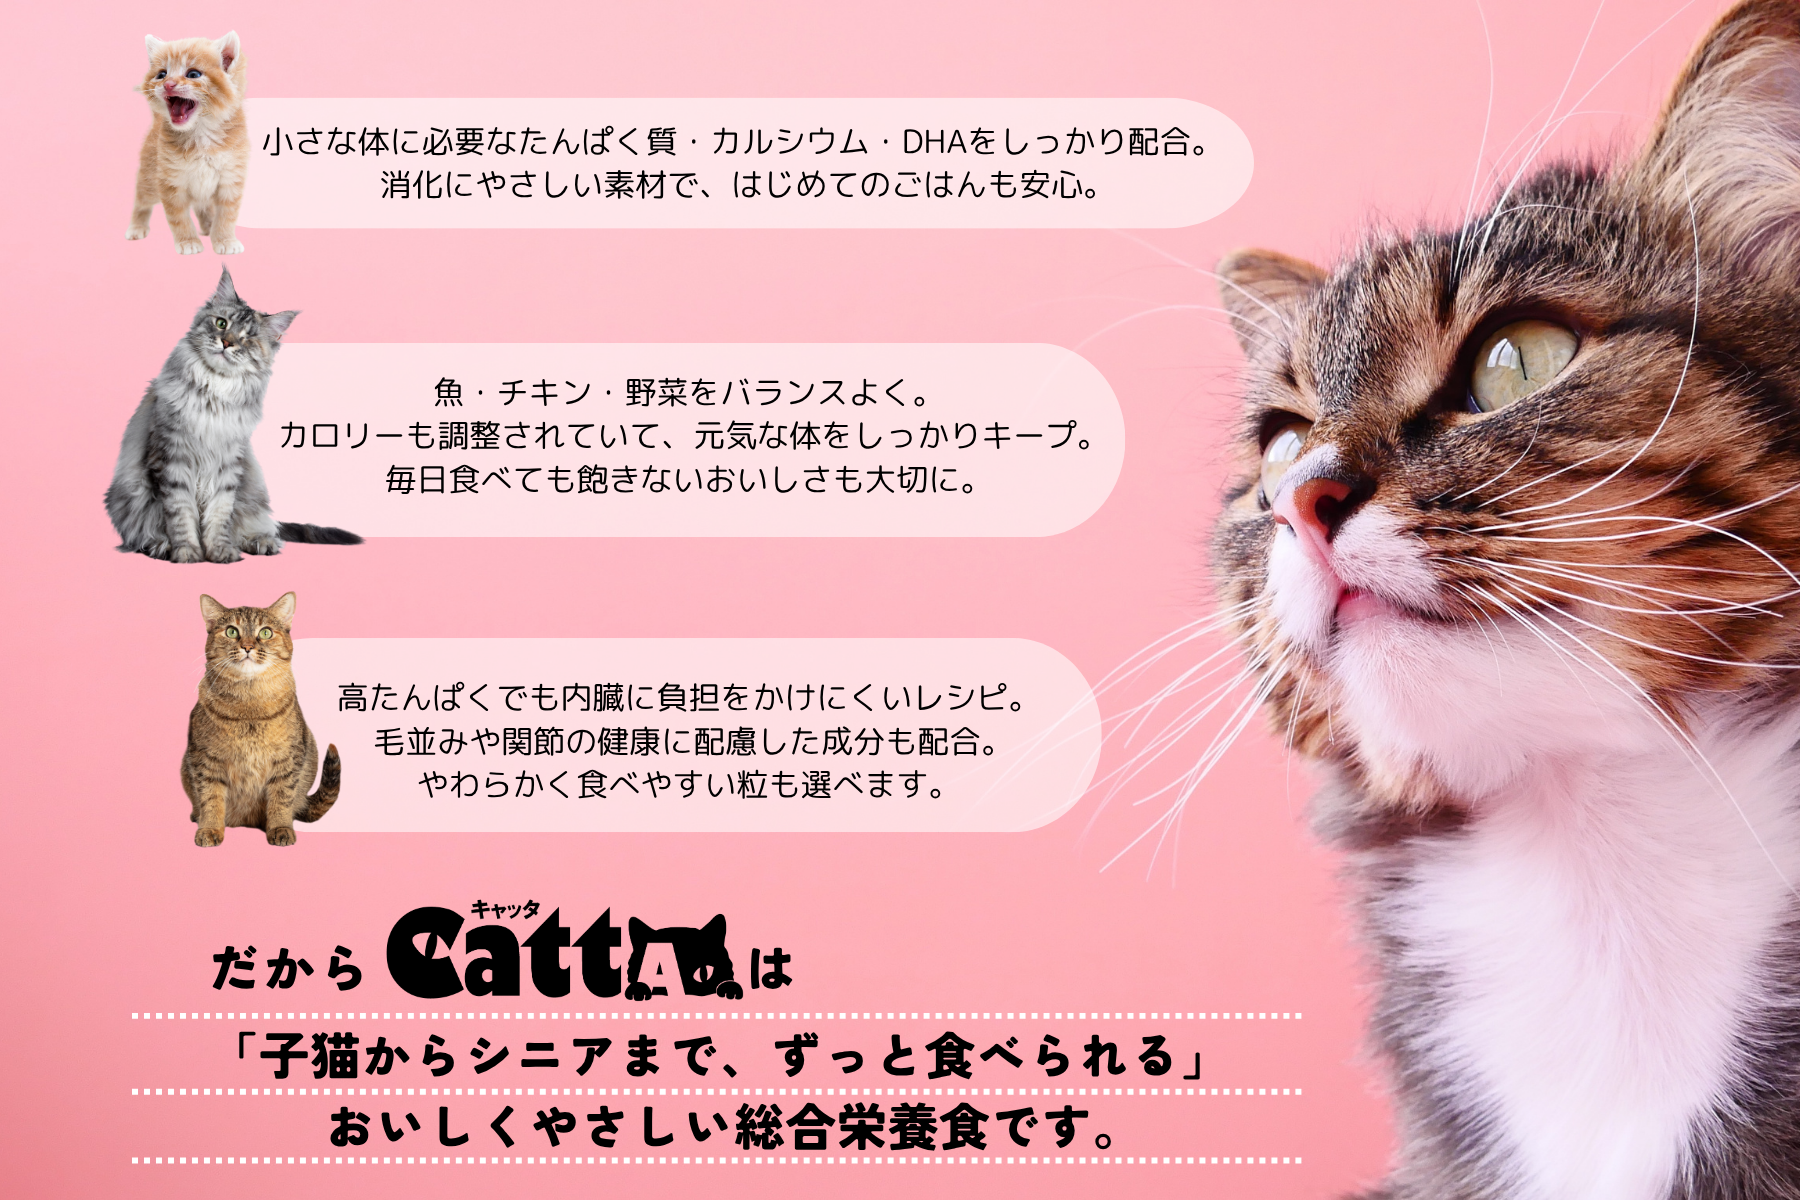 小さな体に必要なたんぱく質・カルシウム・DHAをしっかり配合。
消化にやさしい素材で、はじめてのごはんも安心。
魚・チキン・野菜をバランスよく。
カロリーも調整されていて、元気な体をしっかりキープ。
毎日食べても飽きないおいしさも大切に。
高たんぱくでも内臓に負担をかけにくいレシピ。
毛並みや関節の健康に配慮した成分も配合。
やわらかく食べやすい粒も選べます。
キャッタ
だから CattA は
「子猫からシニアまで、ずっと食べられる」
おいしくやさしい総合栄養食です。